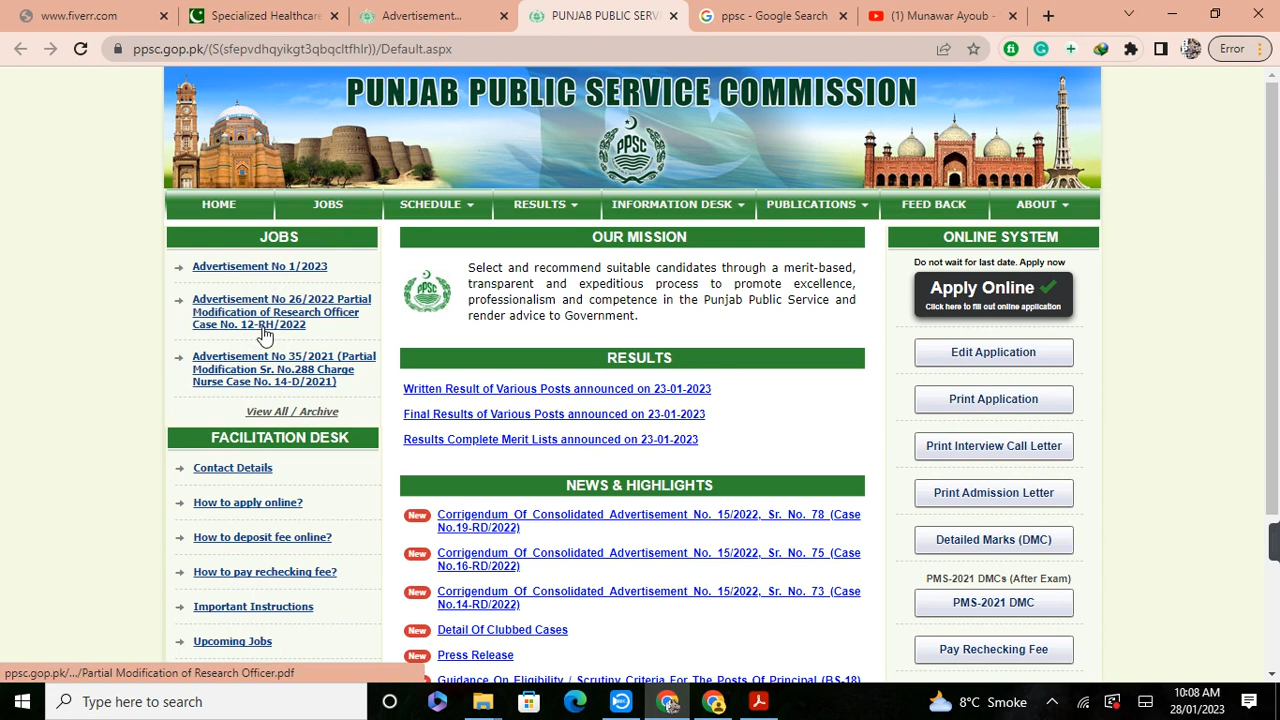 www.fiverr.com
Specialized Healthcare
Advertisement...
PUNJAB PUBLIC SERV
ppsc - Google Search
(1) Munawar Ayoub -
ppsc.gop.pk/(S(sfepvdhqyikgt3qbqcltfhlr))/Default.aspx
Error
PUNJAB PUBLIC SERVICE COMMISSION
PPSC
HOME
JOBS
SCHEDULE
RESULTS
INFORMATION DESK
PUBLICATIONS
FEED BACK
ABOUT
JOBS
Advertisement No 1/2023
Advertisement No 26/2022 Partial
Modification of Research Officer
Case No. 12-RH/2022
Advertisement No 35/2021 (Partial
Modification Sr. No.288 Charge
Nurse Case No. 14-D/2021)
View All / Archive
FACILITATION DESK
Contact Details
How to apply online?
How to deposit fee online?
How to pay rechecking fee?
Important Instructions
Upcoming Jobs
OUR MISSION
PPSC
Select and recommend suitable candidates through a merit-based,
transparent and expeditious process to promote excellence,
professionalism and competence in the Punjab Public Service and
render advice to Government.
RESULTS
Written Result of Various Posts announced on 23-01-2023
Final Results of Various Posts announced on 23-01-2023
Results Complete Merit Lists announced on 23-01-2023
NEWS & HIGHLIGHTS
New Corrigendum Of Consolidated Advertisement No. 15/2022, Sr. No. 78 (Case
No.19-RD/2022)
New Corrigendum Of Consolidated Advertisement No. 15/2022, Sr. No. 75 (Case
No.16-RD/2022)
New Corrigendum Of Consolidated Advertisement No. 15/2022, Sr. No. 73 (Case
No.14-RD/2022)
New Detail Of Clubbed Cases
New Press Release
Guidance On Eligibility / Scrutiny Criteria For The Posts Of Principal (BS-18)
ONLINE SYSTEM
Do not wait for last date. Apply now
Apply Online
Click here to fill out online application
Edit Application
Print Application
Print Interview Call Letter
Print Admission Letter
Detailed Marks (DMC)
PMS-2021 DMCs (After Exam)
PMS-2021 DMC
Pay Rechecking Fee
ppsc.gop.pk/.../Partial Modification of Research Officer.pdf
Type here to search
8°C Smoke
10:08 AM
28/01/2023